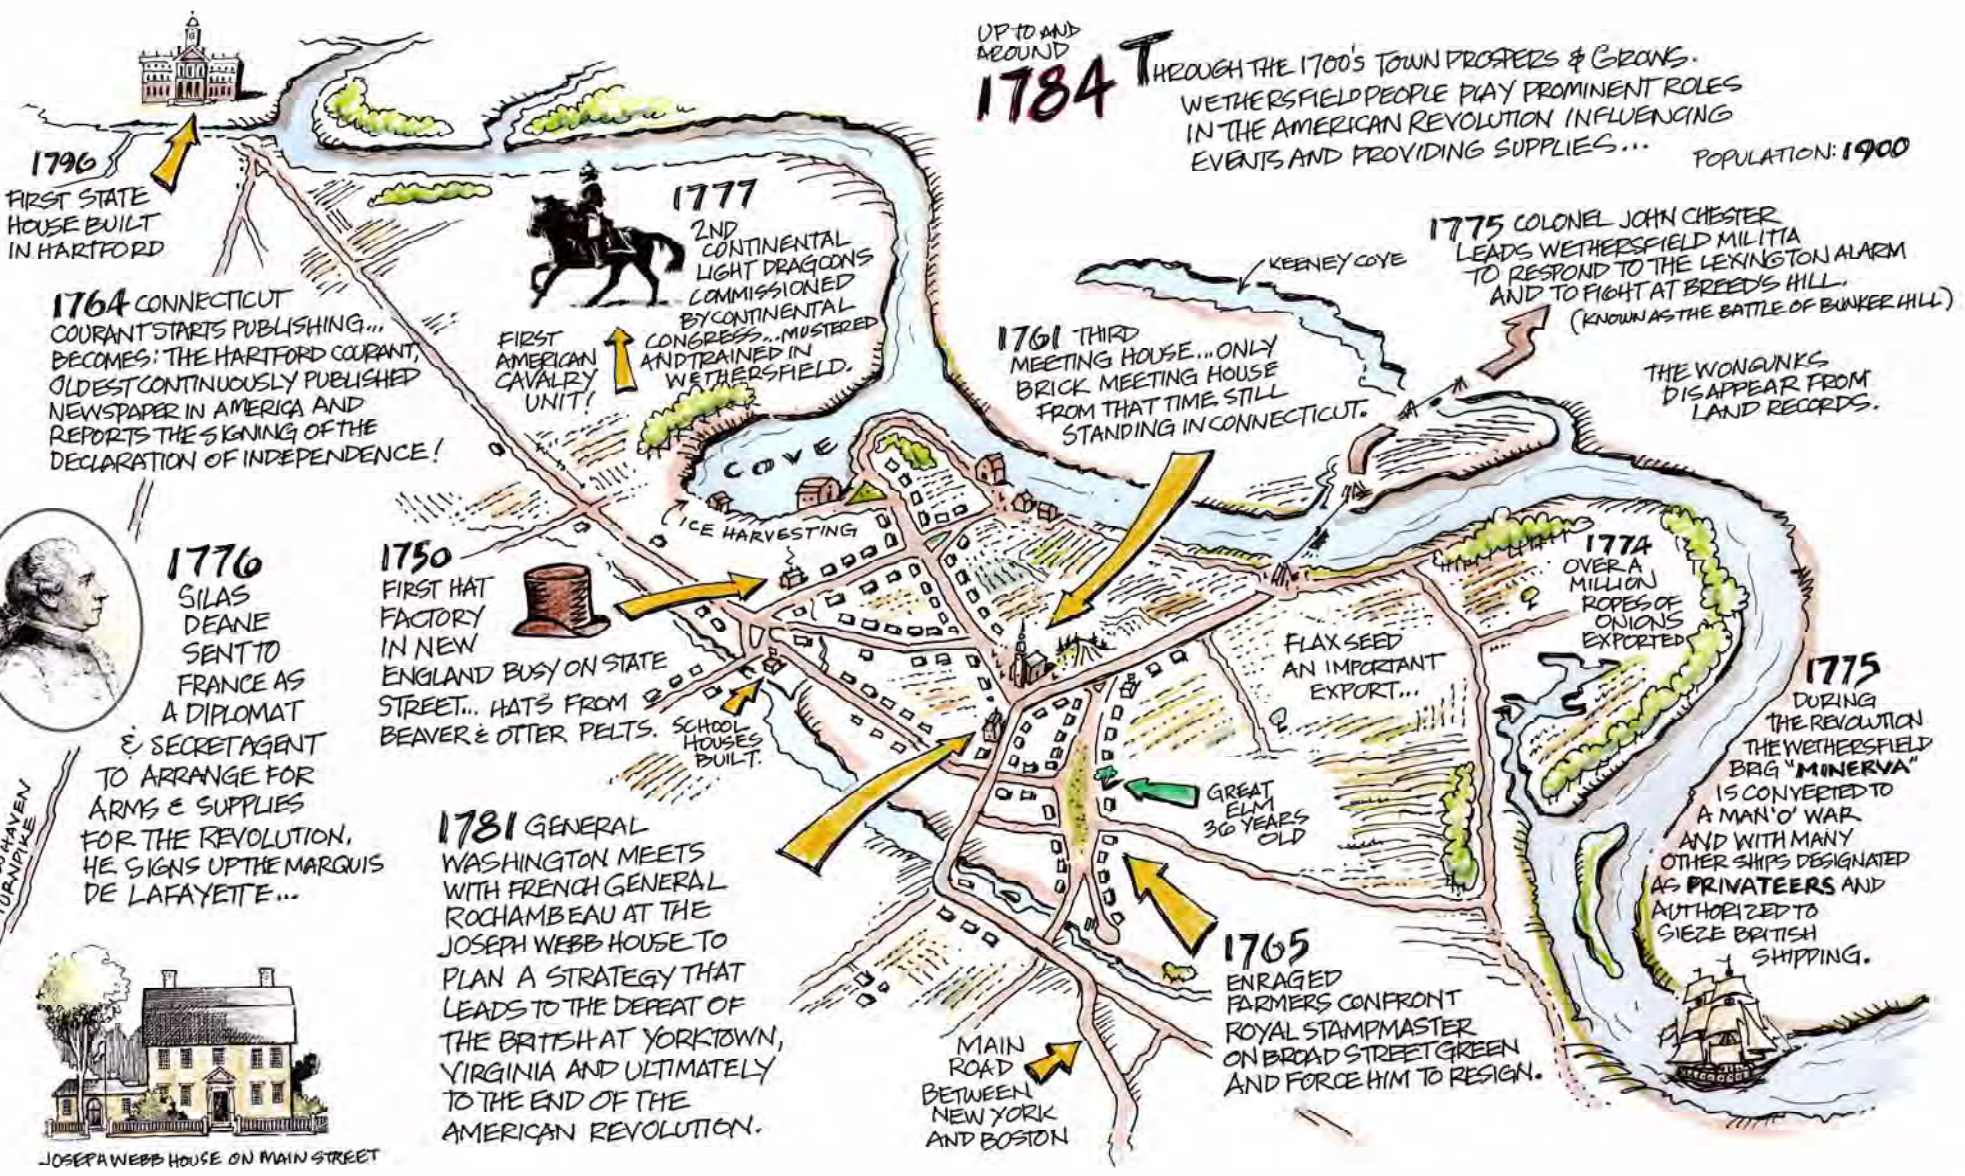 UP TO AND
AROUND
1784
THROUGH THE 1700'S TOWN PROSPERS & GROWS.
WETHERSFIELD PEOPLE PLAY PROMINENT ROLES
IN THE AMERICAN REVOLUTION INFLUENCING
EVENTS AND PROVIDING SUPPLIES...
POPULATION: 1900
1796
FIRST STATE
HOUSE BUILT
IN HARTFORD
1777
2ND
CONTINENTAL
LIGHT DRAGOONS
COMMISSIONED
BY CONTINENTAL
CONGRESS...MUSTERED
AND TRAINED IN
WETHERSFIELD.
FIRST
AMERICAN
CAVALRY
UNIT!
1775 COLONEL JOHN CHESTER
LEADS WETHERSFIELD MILITIA
TO RESPOND TO THE LEXINGTON ALARM
AND TO FIGHT AT BREED'S HILL.
(KNOWN AS THE BATTLE OF BUNKER HILL)
KEENEY COVE
1764 CONNECTICUT
COURANT STARTS PUBLISHING...
BECOMES: THE HARTFORD COURANT,
OLDEST CONTINUOUSLY PUBLISHED
NEWSPAPER IN AMERICA AND
REPORTS THE SIGNING OF THE
DECLARATION OF INDEPENDENCE!
1761 THIRD
MEETING HOUSE...ONLY
BRICK MEETING HOUSE
FROM THAT TIME STILL
STANDING IN CONNECTICUT.
THE WONGUNKS
DISAPPEAR FROM
LAND RECORDS.
COVE
ICE HARVESTING
1776
SILAS
DEANE
SENT TO
FRANCE AS
A DIPLOMAT
& SECRET AGENT
TO ARRANGE FOR
ARMS & SUPPLIES
FOR THE REVOLUTION.
HE SIGNS UP THE MARQUIS
DE LAFAYETTE...
1750
FIRST HAT
FACTORY
IN NEW
ENGLAND BUSY ON STATE
STREET... HATS FROM
BEAVER & OTTER PELTS.
SCHOOL
HOUSES
BUILT.
1774
OVER A
MILLION
ROPES OF
ONIONS
EXPORTED
FLAX SEED
AN IMPORTANT
EXPORT...
1775
DURING
THE REVOLUTION
THE WETHERSFIELD
BRIG "MINERVA"
IS CONVERTED TO
A MAN 'O' WAR
AND WITH MANY
OTHER SHIPS DESIGNATED
AS PRIVATEERS AND
AUTHORIZED TO
SIEZE BRITISH
SHIPPING.
GREAT
ELM
36 YEARS
OLD
HAVEN
TURNPIKE
1781 GENERAL
WASHINGTON MEETS
WITH FRENCH GENERAL
ROCHAMBEAU AT THE
JOSEPH WEBB HOUSE TO
PLAN A STRATEGY THAT
LEADS TO THE DEFEAT OF
THE BRITISH AT YORKTOWN,
VIRGINIA AND ULTIMATELY
TO THE END OF THE
AMERICAN REVOLUTION.
1765
ENRAGED
FARMERS CONFRONT
ROYAL STAMPMASTER
ON BROAD STREET GREEN
AND FORCE HIM TO RESIGN.
MAIN
ROAD
BETWEEN
NEW YORK
AND BOSTON
JOSEPH WEBB HOUSE ON MAIN STREET